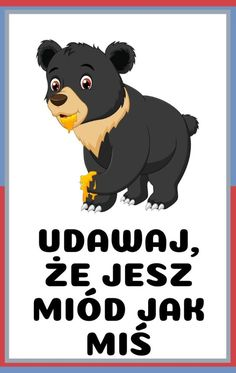 UDAWAJ,
ŻE JESZ
MIÓD JAK
MIŚ